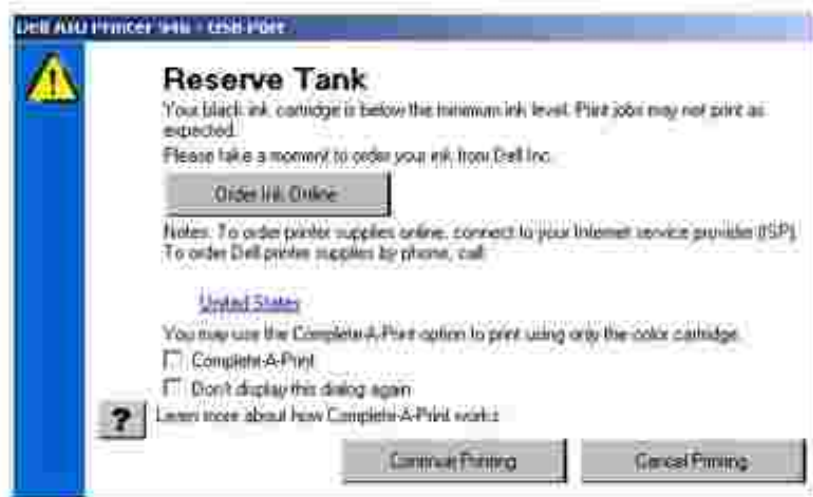 Dell AIO Printer 946 - USB Port
Reserve Tank
Your black ink cartridge is below the minimum ink level. Print jobs may not print as
expected.
Please take a moment to order your ink from Dell Inc.
Order Ink Online
Notes: To order printer supplies online, connect to your Internet service provider (ISP).
To order Dell printer supplies by phone, call:
United States
You may use the Complete-A-Print option to print using only the color cartridge.
Complete-A-Print
Don't display this dialog again
? Learn more about how Complete-A-Print works
Continue Printing
Cancel Printing